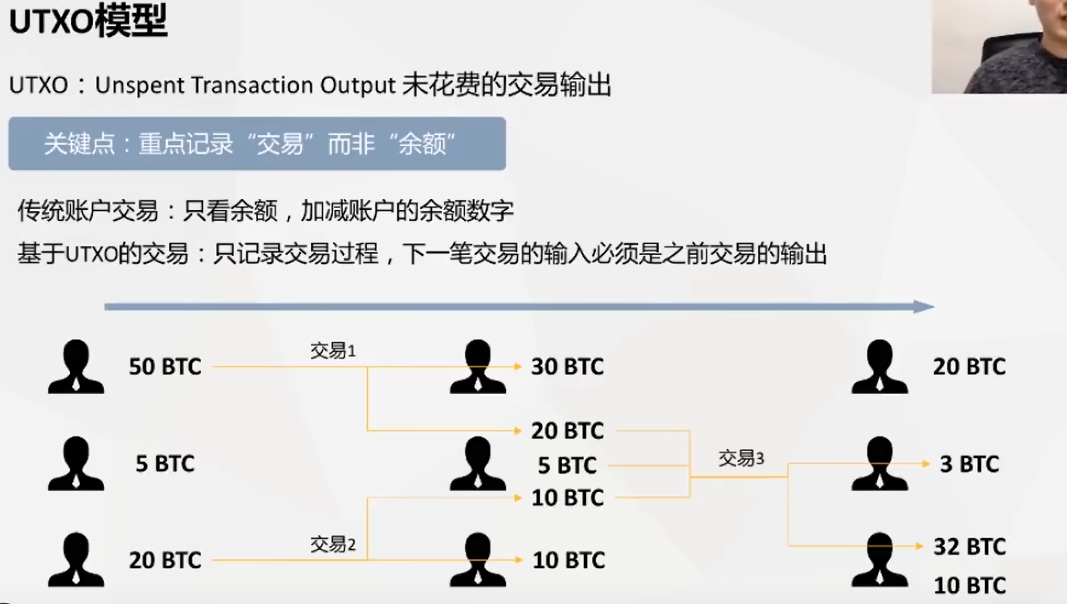 UTXO模型
UTXO：Unspent Transaction Output 未花费的交易输出
关键点：重点记录“交易”而非“余额”
传统账户交易：只看余额，加减账户的余额数字
基于UTXO的交易：只记录交易过程，下一笔交易的输入必须是之前交易的输出
交易1
50 BTC
30 BTC
20 BTC
20 BTC
5 BTC
5 BTC
交易3
3 BTC
10 BTC
交易2
20 BTC
10 BTC
32 BTC
10 BTC